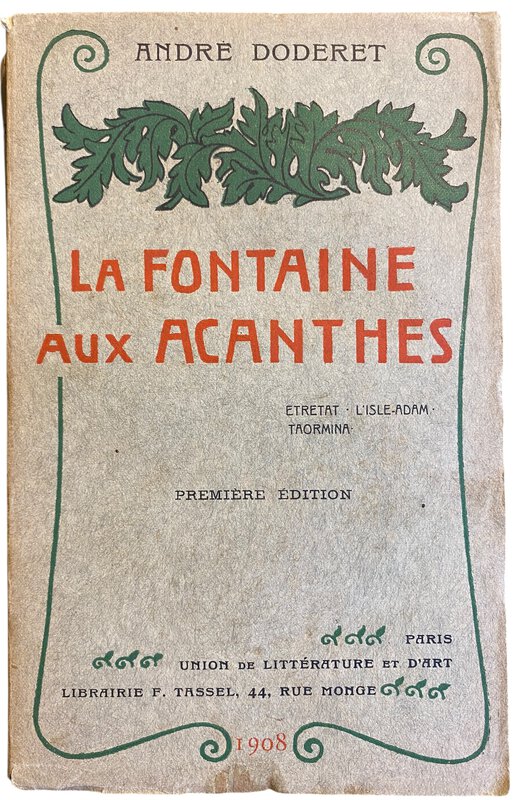 ANDRÈ DODERET
LA FONTAINE
AUX ACANTHES
ETRETAT · L'ISLE-ADAM ·
TAORMINA ·
PREMIÈRE ÉDITION
PARIS
UNION DE LITTÉRATURE ET D'ART
LIBRAIRIE F. TASSEL, 44, RUE MONGE
1908